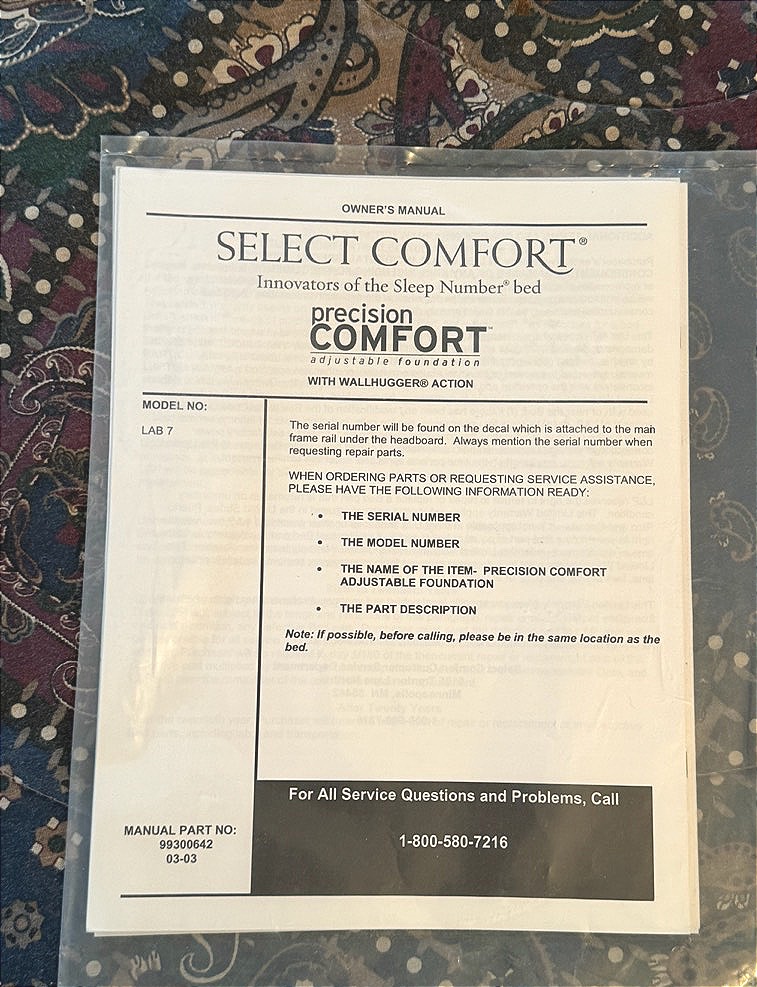 OWNER'S MANUAL
SELECT COMFORT®
Innovators of the Sleep Number® bed
precision
COMFORT™
adjustable foundation
WITH WALLHUGGER® ACTION
MODEL NO:
LAB 7
The serial number will be found on the decal which is attached to the main
frame rail under the headboard. Always mention the serial number when
requesting repair parts.
WHEN ORDERING PARTS OR REQUESTING SERVICE ASSISTANCE,
PLEASE HAVE THE FOLLOWING INFORMATION READY:
• THE SERIAL NUMBER
• THE MODEL NUMBER
• THE NAME OF THE ITEM- PRECISION COMFORT
ADJUSTABLE FOUNDATION
• THE PART DESCRIPTION
Note: If possible, before calling, please be in the same location as the
bed.
For All Service Questions and Problems, Call
1-800-580-7216
MANUAL PART NO:
99300642
03-03